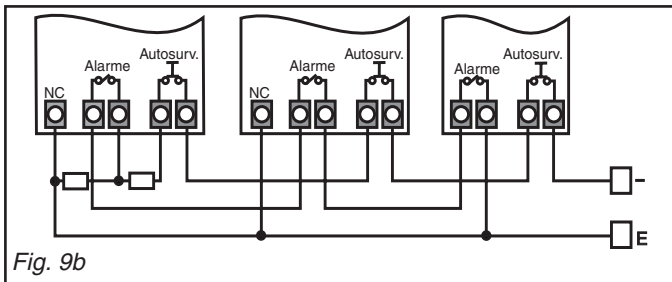 Autosurv. Autosurv. Autosurv.
Alarme Alarme Alarme
NC NC
-
E
Fig. 9b